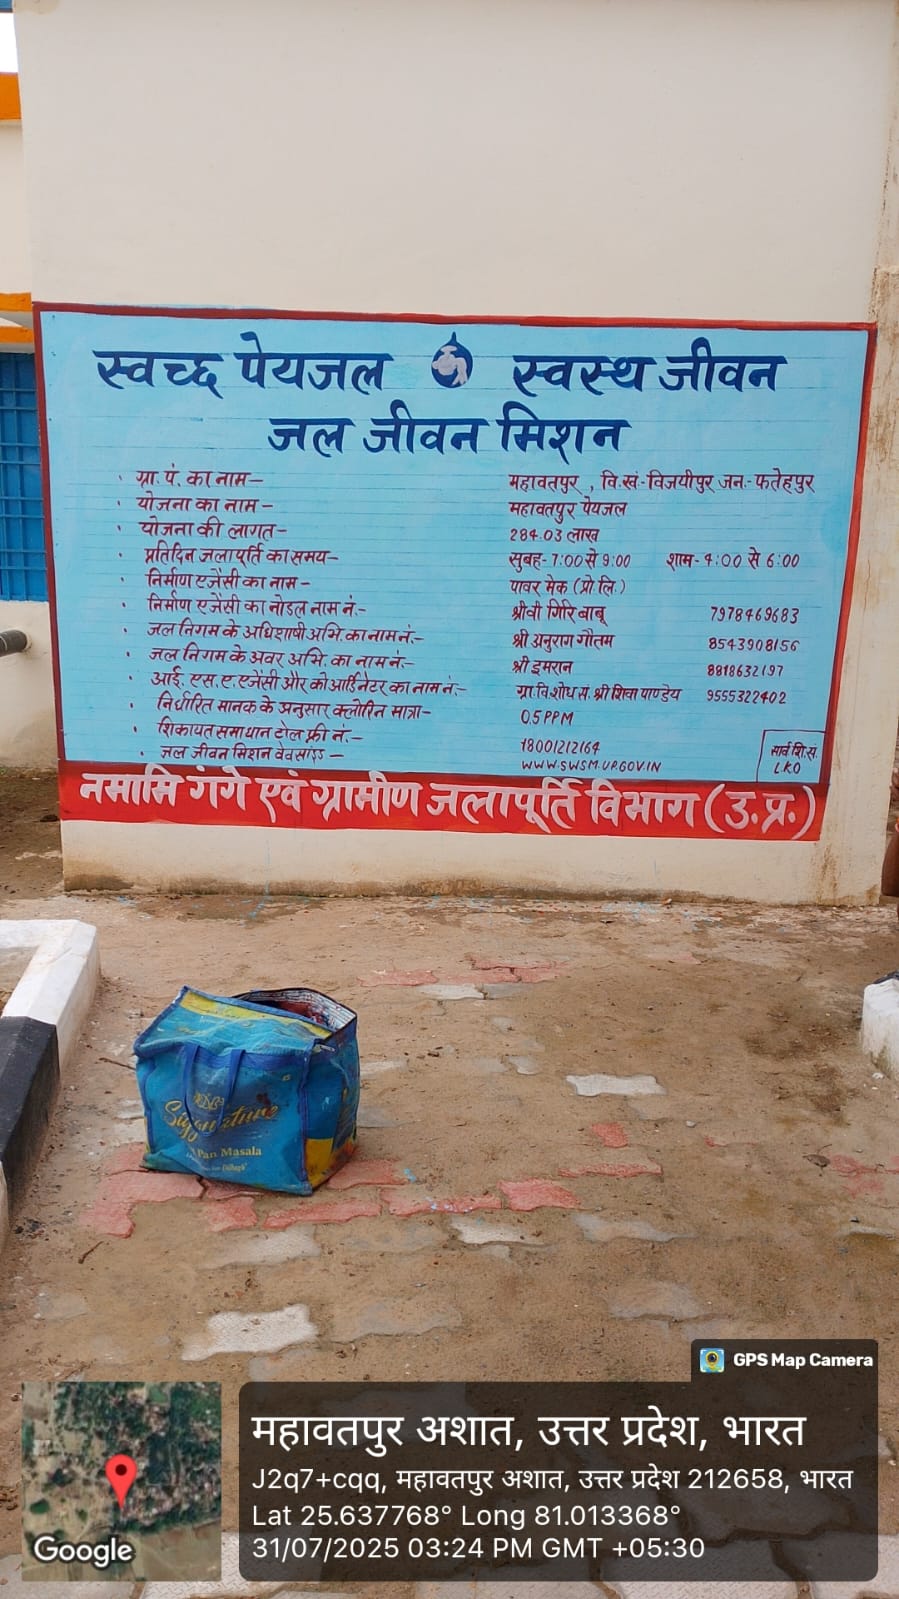 स्वच्छ पेयजल स्वस्थ जीवन
जल जीवन मिशन
· ग्रा. पं. का नाम- महावतपुर , वि.खं-विजयीपुर जन.-फतेहपुर
· योजना का नाम- महावतपुर पेयजल
· योजना की लागत- 284.03 लाख
· प्रतिदिन जलापूर्ति का समय- सुबह-7:00 से 9:00 शाम-4:00 से 6:00
· निर्माण एजेंसी का नाम- पावर मेक (प्रो लि.)
· निर्माण एजेंसी का नोडल नाम नं.- श्री वी गिरि बाबू 7978469683
· जल निगम के अधिशाषी अभि. का नाम नं.- श्री अनुराग गौतम 8543908156
· जल निगम के अवर अभि. का नाम नं.- श्री इमरान 8818632197
· आई. एस. ए. एजेंसी और कोआर्डिनेटर का नाम नं.- ग्रा. वि. शोध सं. श्री शिवा पाण्डेय 9555322402
· निर्धारित मानक के अनुसार क्लोरिन मात्रा- 0.5 PPM
· शिकायत समाधान टोल फ्री नं.- 18001212164
· जल जीवन मिशन वेवसाइड- WWW.SWSM.UP.GOV.IN
सार्व शि. सं.
LKO
नमामि गंगे एवं ग्रामीण जलापूर्ति विभाग (उ.प्र.)
Signature
Pan Masala
GPS Map Camera
महावतपुर अशात, उत्तर प्रदेश, भारत
J2q7+cqq, महावतपुर अशात, उत्तर प्रदेश 212658, भारत
Lat 25.637768° Long 81.013368°
31/07/2025 03:24 PM GMT +05:30
Google